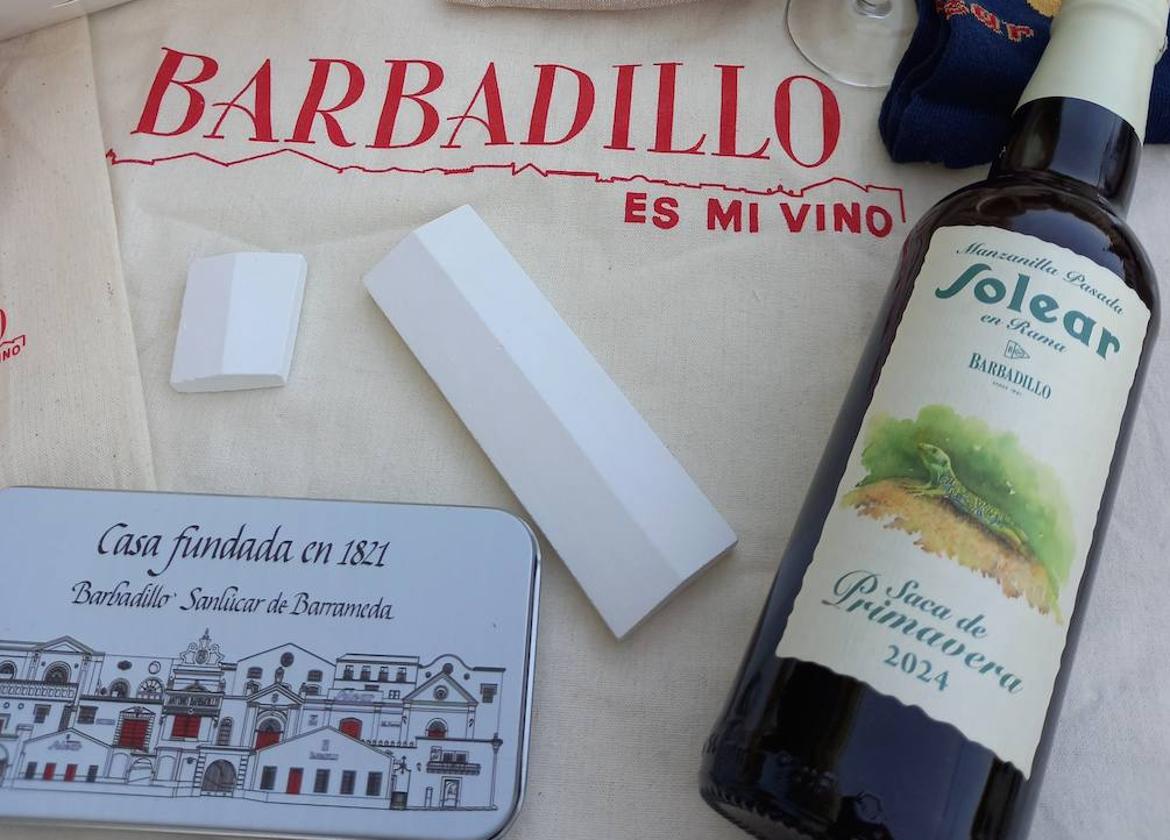 BARBADILLO
ES MI VINO
Manzanilla Pasada
Solear
en Rama
BARBADILLO
Saca de
Primavera
2024
Casa fundada en 1821
Barbadillo Sanlúcar de Barrameda